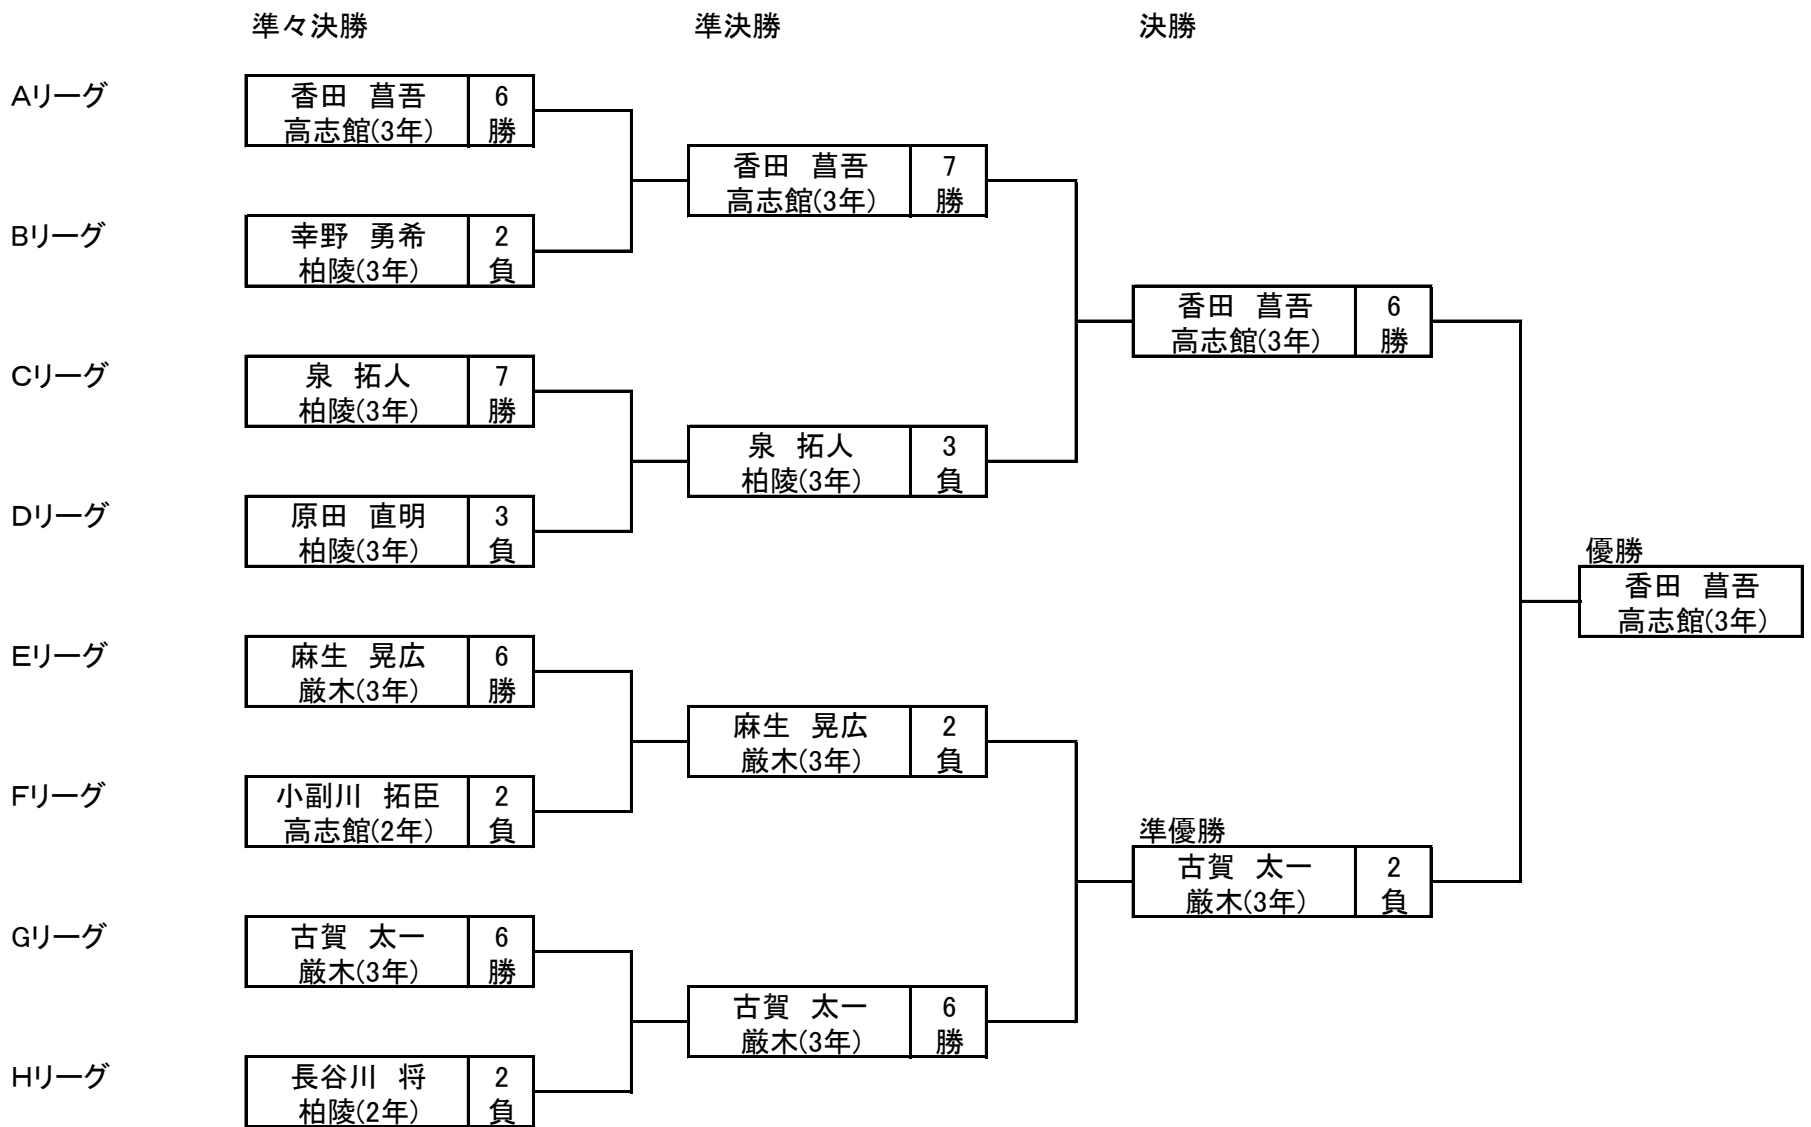 準々決勝
準決勝
決勝
Aリーグ
香田 菖吾
高志館(3年)
6
勝
Bリーグ
幸野 勇希
柏陵(3年)
2
負
香田 菖吾
高志館(3年)
7
勝
Cリーグ
泉 拓人
柏陵(3年)
7
勝
Dリーグ
原田 直明
柏陵(3年)
3
負
泉 拓人
柏陵(3年)
3
負
香田 菖吾
高志館(3年)
6
勝
Eリーグ
麻生 晃広
厳木(3年)
6
勝
Fリーグ
小副川 拓臣
高志館(2年)
2
負
麻生 晃広
厳木(3年)
2
負
Gリーグ
古賀 太一
厳木(3年)
6
勝
Hリーグ
長谷川 将
柏陵(2年)
2
負
古賀 太一
厳木(3年)
6
勝
準優勝
古賀 太一
厳木(3年)
2
負
優勝
香田 菖吾
高志館(3年)